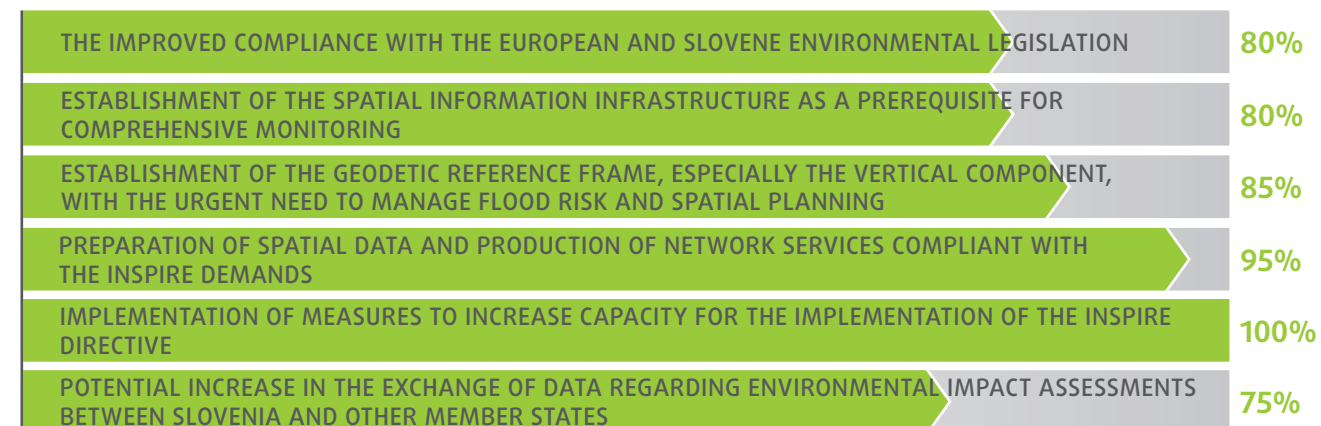 THE IMPROVED COMPLIANCE WITH THE EUROPEAN AND SLOVENE ENVIRONMENTAL LEGISLATION
80%
ESTABLISHMENT OF THE SPATIAL INFORMATION INFRASTRUCTURE AS A PREREQUISITE FOR
COMPREHENSIVE MONITORING
80%
ESTABLISHMENT OF THE GEODETIC REFERENCE FRAME, ESPECIALLY THE VERTICAL COMPONENT,
WITH THE URGENT NEED TO MANAGE FLOOD RISK AND SPATIAL PLANNING
85%
PREPARATION OF SPATIAL DATA AND PRODUCTION OF NETWORK SERVICES COMPLIANT WITH
THE INSPIRE DEMANDS
95%
IMPLEMENTATION OF MEASURES TO INCREASE CAPACITY FOR THE IMPLEMENTATION OF THE INSPIRE
DIRECTIVE
100%
POTENTIAL INCREASE IN THE EXCHANGE OF DATA REGARDING ENVIRONMENTAL IMPACT ASSESSMENTS
BETWEEN SLOVENIA AND OTHER MEMBER STATES
75%